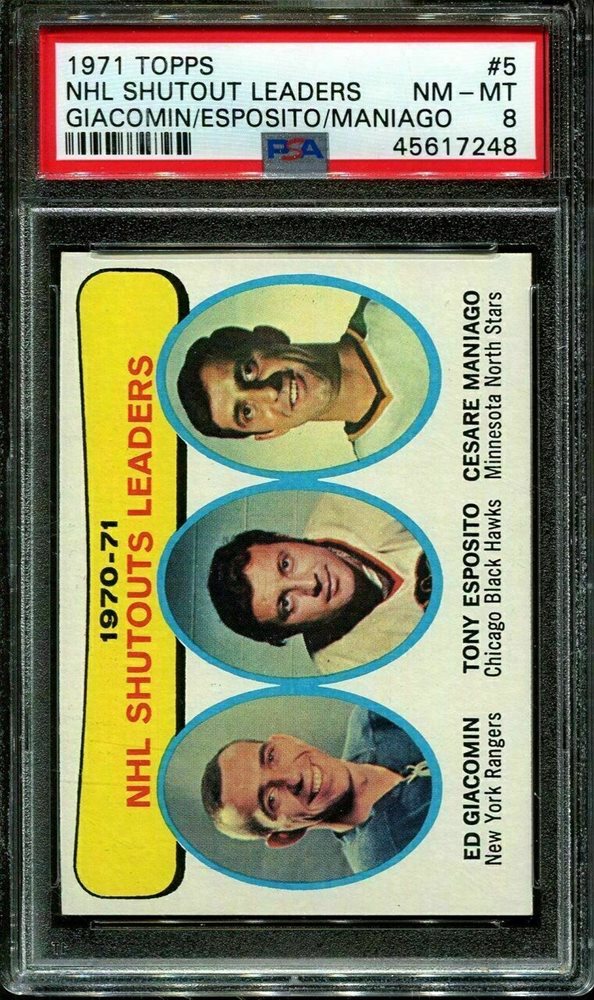 1971 TOPPS #5
NHL SHUTOUT LEADERS NM - MT
GIACOMIN/ESPOSITO/MANIAGO 8
PSA 45617248
1970-71
NHL SHUTOUTS LEADERS
ED GIACOMIN
New York Rangers
TONY ESPOSITO
Chicago Black Hawks
CESARE MANIAGO
Minnesota North Stars